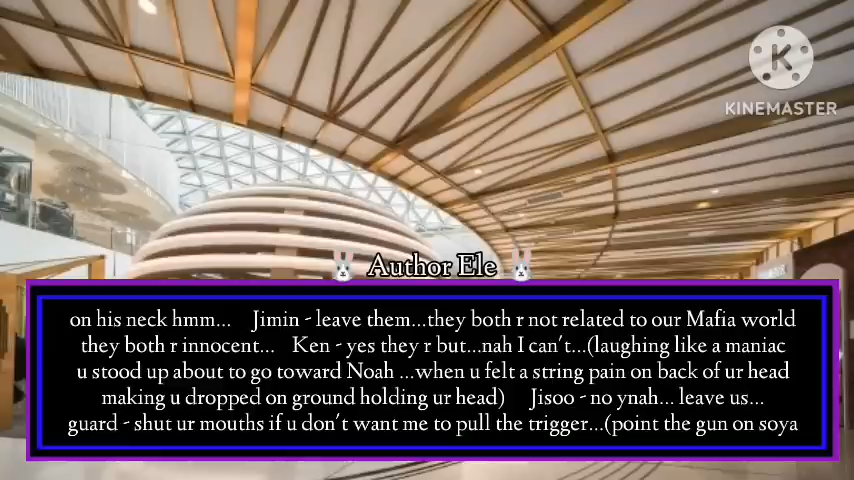 KINEMASTER
Author Ele
on his neck hmm... Jimin - leave them...they both r not related to our Mafia world
they both r innocent... Ken - yes they r but...nah I can't...(laughing like a maniac
u stood up about to go toward Noah ...when u felt a string pain on back of ur head
making u dropped on ground holding ur head) Jisoo - no ynah... leave us...
guard - shut ur mouths if u don't want me to pull the trigger...(point the gun on soya